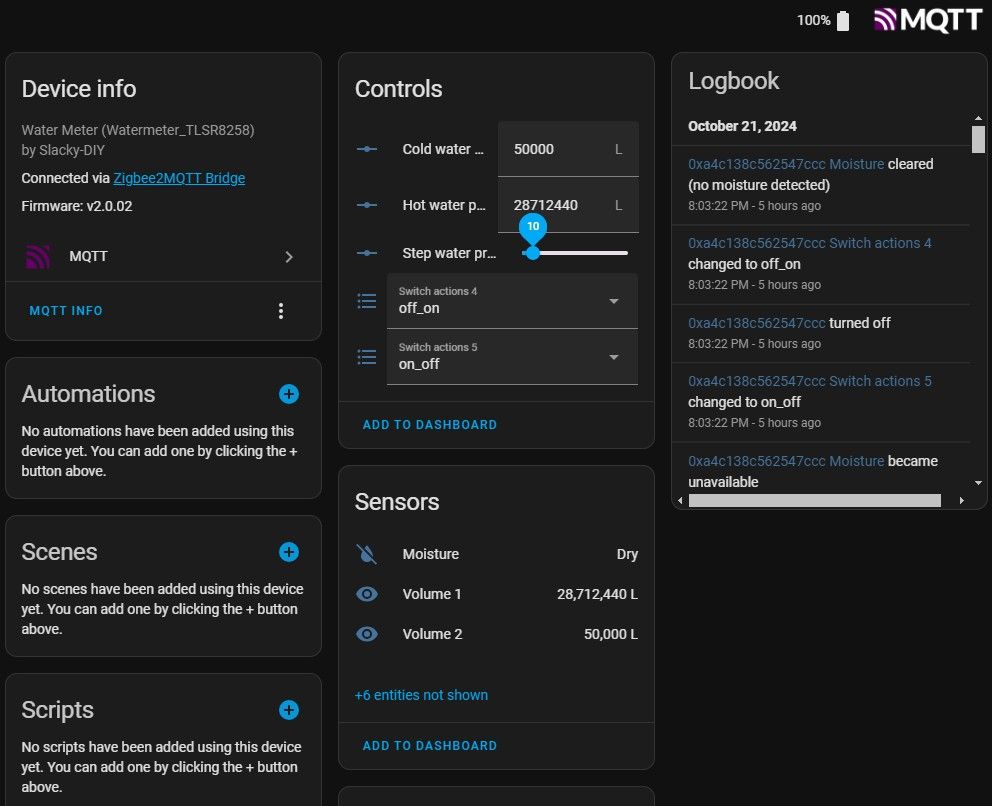 100%
MQTT
Device info
Water Meter (Watermeter_TLSR8258)
by Slacky-DIY
Connected via Zigbee2MQTT Bridge
Firmware: v2.0.02
MQTT
MQTT INFO
Automations
No automations have been added using this
device yet. You can add one by clicking the +
button above.
Scenes
No scenes have been added using this device
yet. You can add one by clicking the + button
above.
Scripts
No scripts have been added using this device
yet. You can add one by clicking the + button
above.
Controls
Cold water ... 50000 L
Hot water p... 28712440 L
10
Step water pr...
Switch actions 4
off_on
Switch actions 5
on_off
ADD TO DASHBOARD
Sensors
Moisture Dry
Volume 1 28,712,440 L
Volume 2 50,000 L
+6 entities not shown
ADD TO DASHBOARD
Logbook
October 21, 2024
0xa4c138c562547ccc Moisture cleared
(no moisture detected)
8:03:22 PM - 5 hours ago
0xa4c138c562547ccc Switch actions 4
changed to off_on
8:03:22 PM - 5 hours ago
0xa4c138c562547ccc turned off
8:03:22 PM - 5 hours ago
0xa4c138c562547ccc Switch actions 5
changed to on_off
8:03:22 PM - 5 hours ago
0xa4c138c562547ccc Moisture became
unavailable